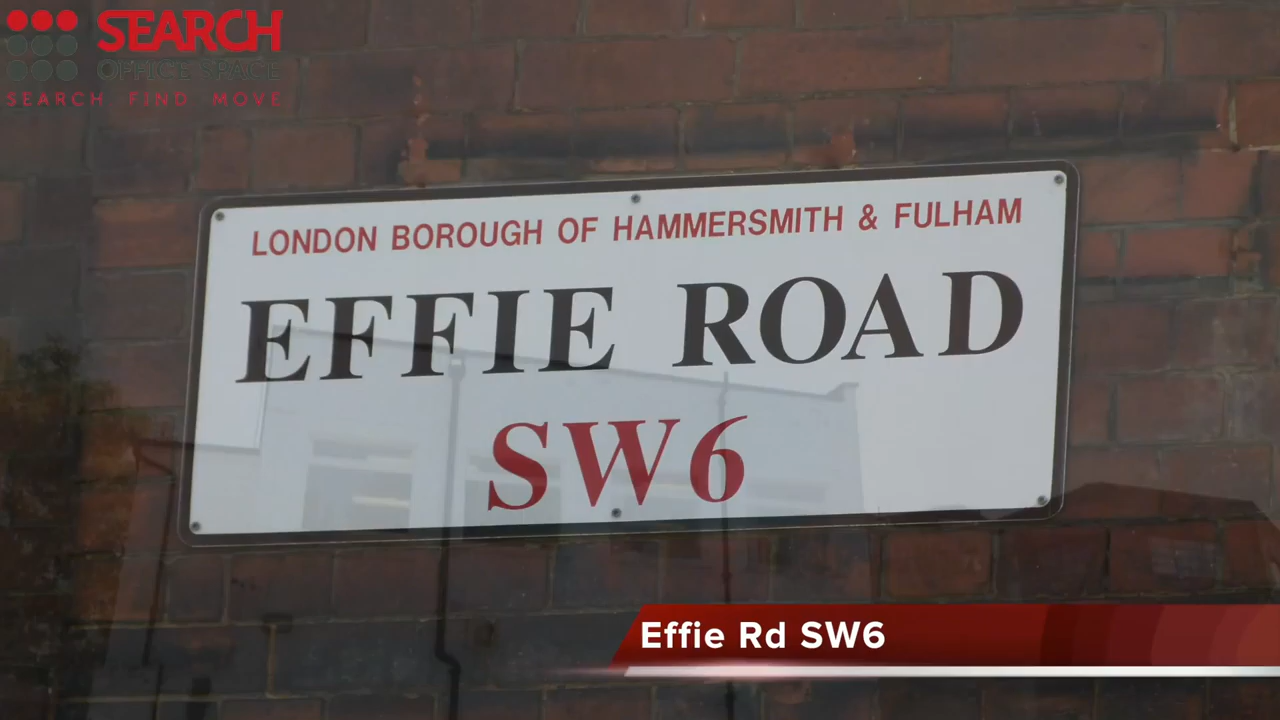 SEARCH
OFFICE SPACE
SEARCH FIND MOVE
LONDON BOROUGH OF HAMMERSMITH & FULHAM
EFFIE ROAD
SW6
Effie Rd SW6